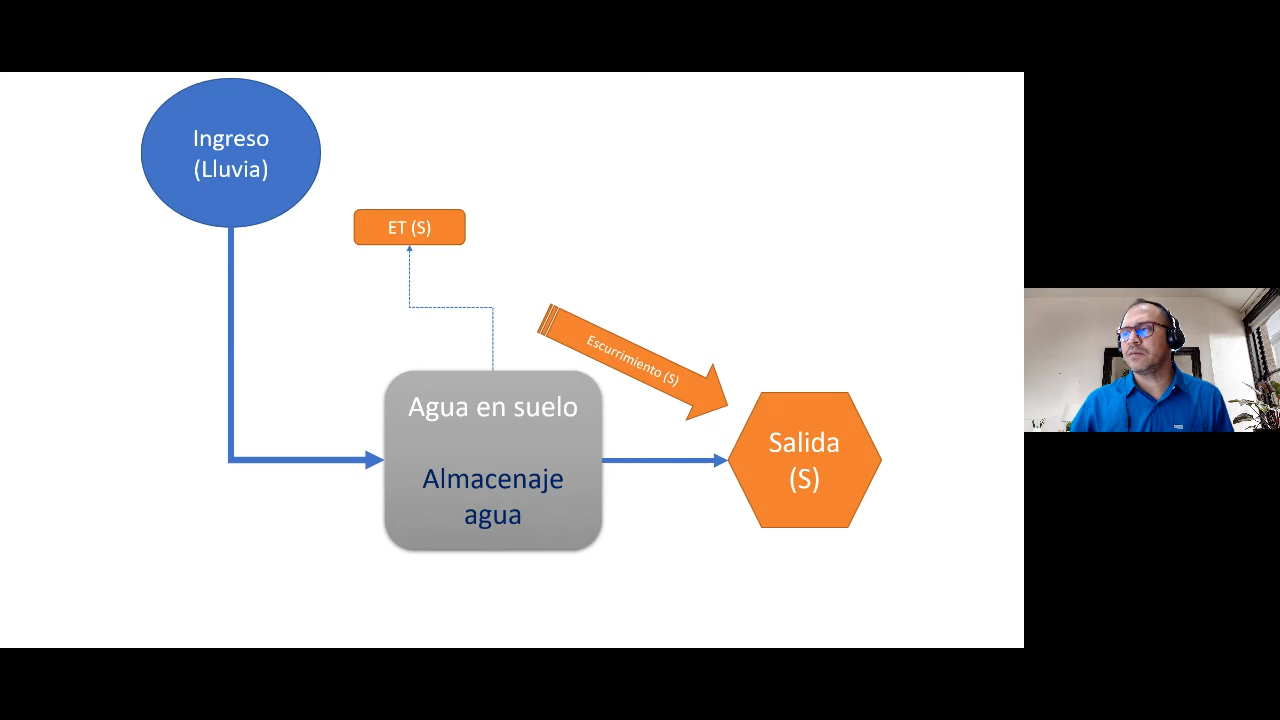 Ingreso
(Lluvia)
ET (S)
Escurrimiento (S)
Agua en suelo
Almacenaje
agua
Salida
(S)